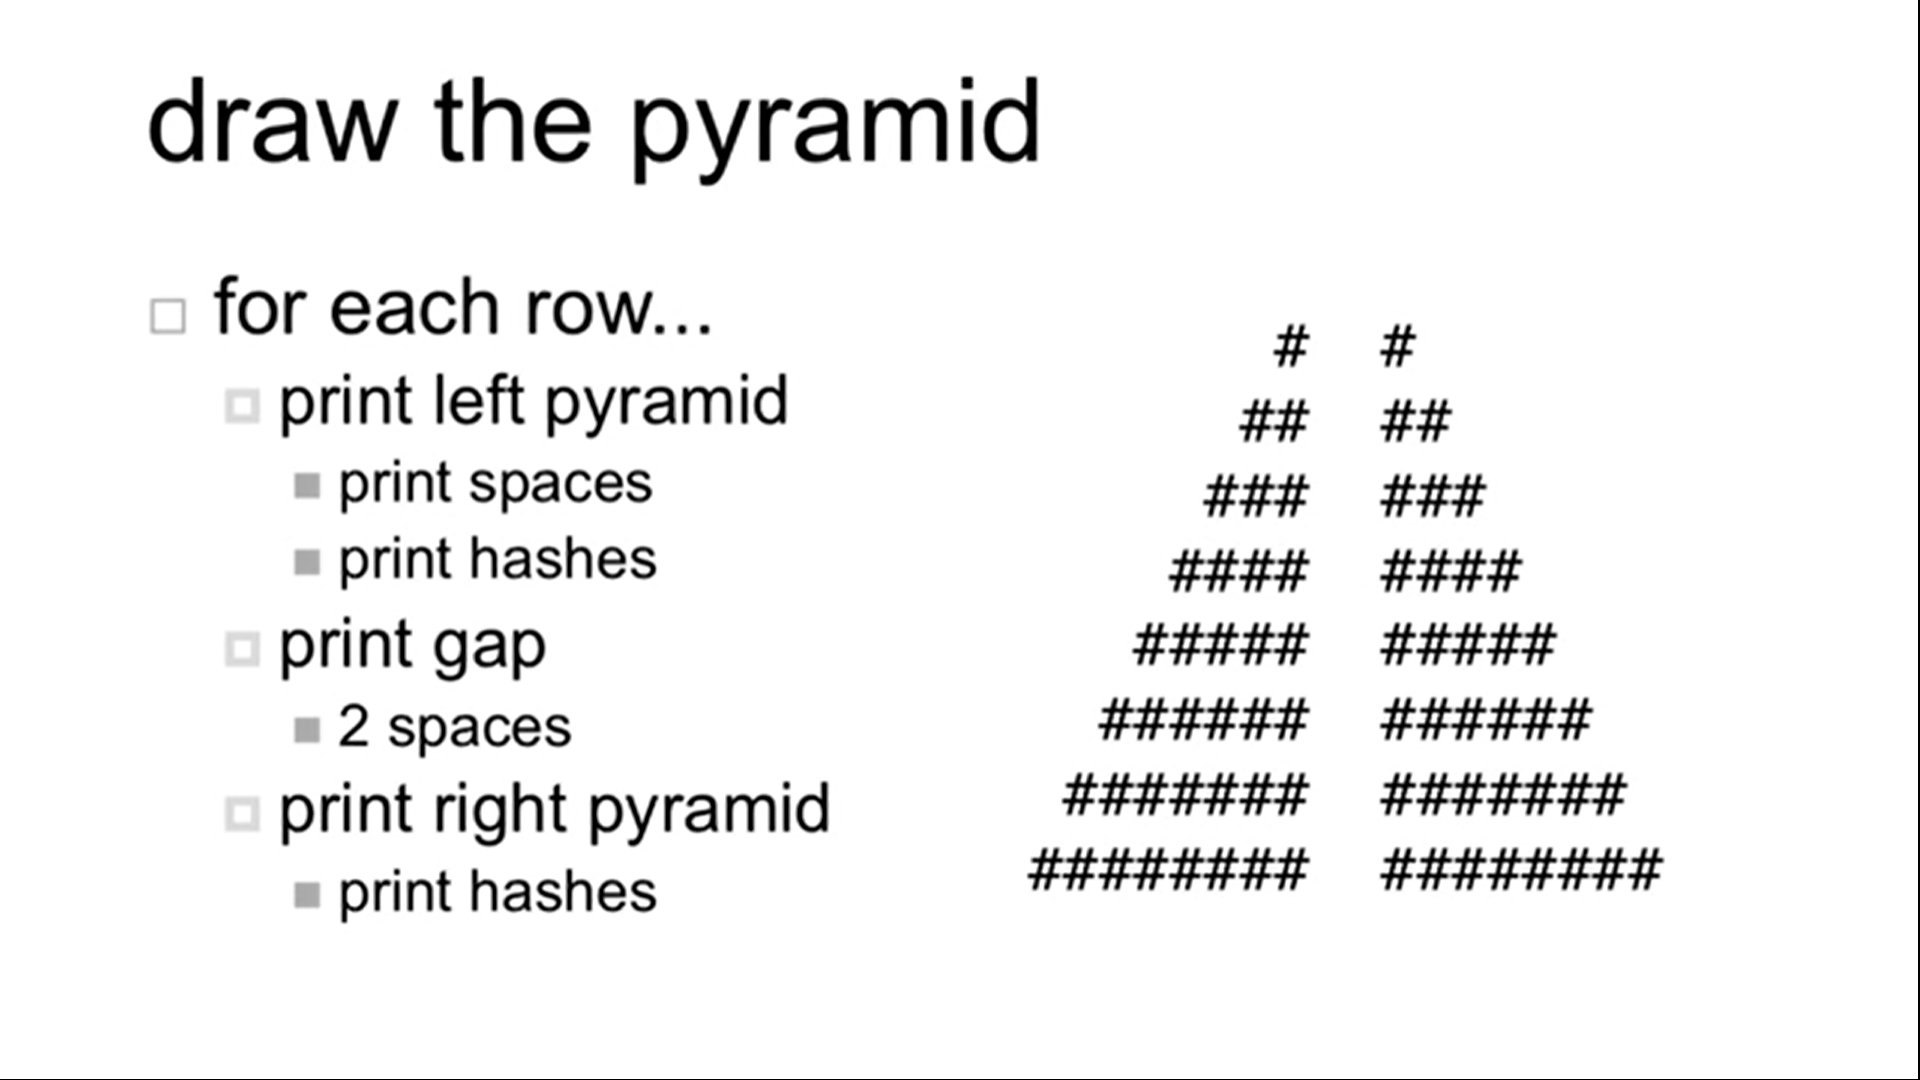 draw the pyramid
for each row...
print left pyramid
print spaces
print hashes
print gap
2 spaces
print right pyramid
print hashes
#  #
##  ##
###  ###
####  ####
#####  #####
######  ######
#######  #######
########  ########